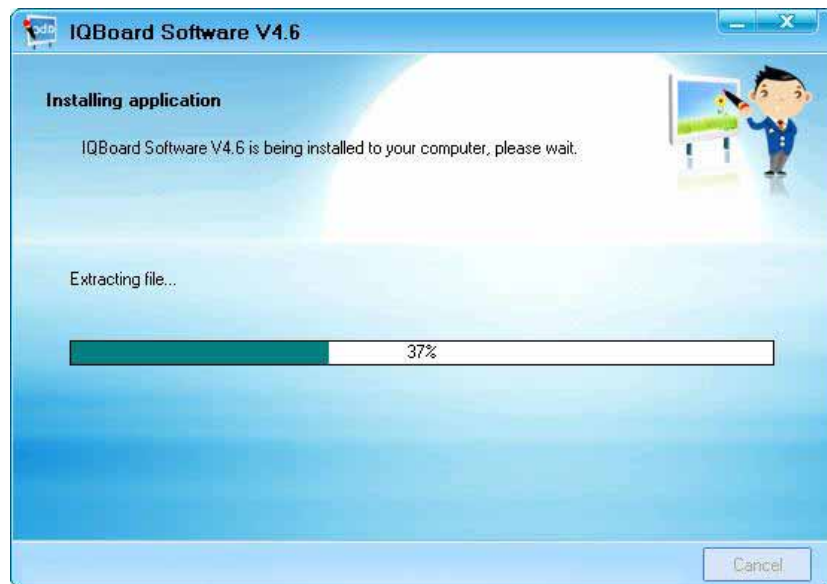 IQBoard Software V4.6
Installing application
IQBoard Software V4.6 is being installed to your computer, please wait.
Extracting file...
37%
Cancel